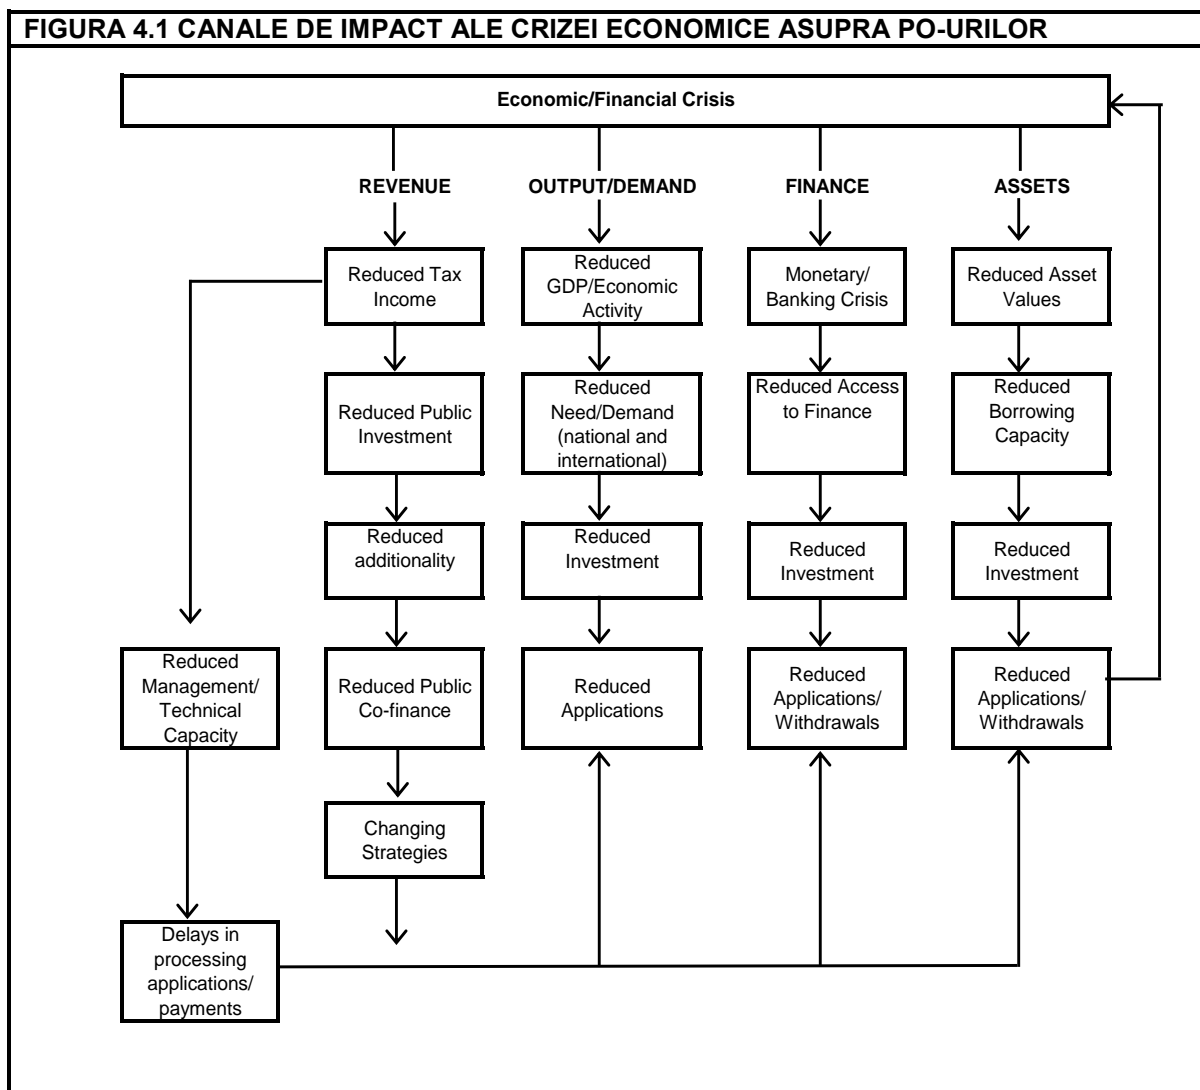 FIGURA 4.1 CANALE DE IMPACT ALE CRIZEI ECONOMICE ASUPRA PO-URILOR
Economic/Financial Crisis
REVENUE
OUTPUT/DEMAND
FINANCE
ASSETS
Reduced Tax
Income
Reduced
GDP/Economic
Activity
Monetary/
Banking Crisis
Reduced Asset
Values
Reduced Public
Investment
Reduced
Need/Demand
(national and
international)
Reduced Access
to Finance
Reduced
Borrowing
Capacity
Reduced
additionality
Reduced
Investment
Reduced
Investment
Reduced
Investment
Reduced
Management/
Technical
Capacity
Reduced Public
Co-finance
Reduced
Applications
Reduced
Applications/
Withdrawals
Reduced
Applications/
Withdrawals
Changing
Strategies
Delays in
processing
applications/
payments